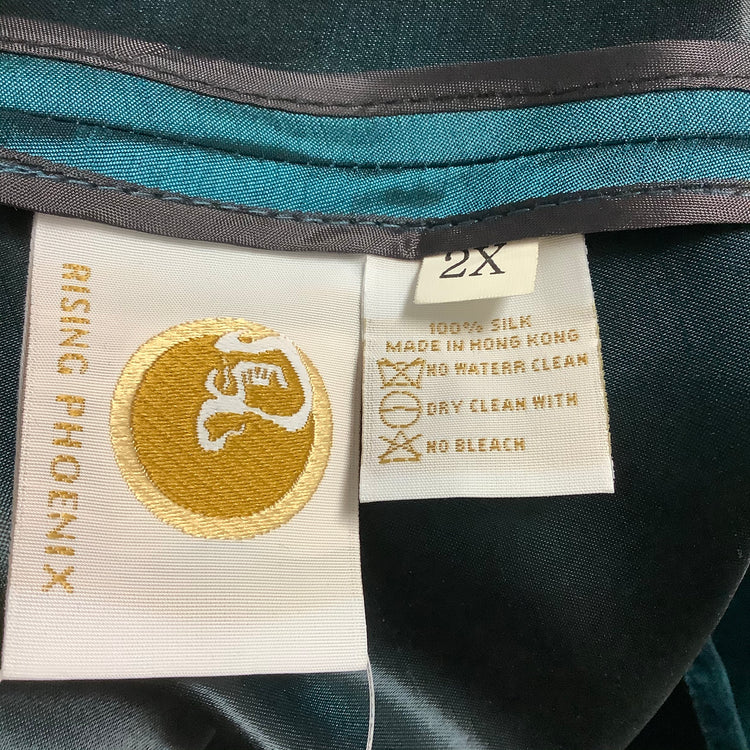 RISING PHOENIX
2X
100% SILK
MADE IN HONG KONG
NO WATERR CLEAN
DRY CLEAN WITH
NO BLEACH